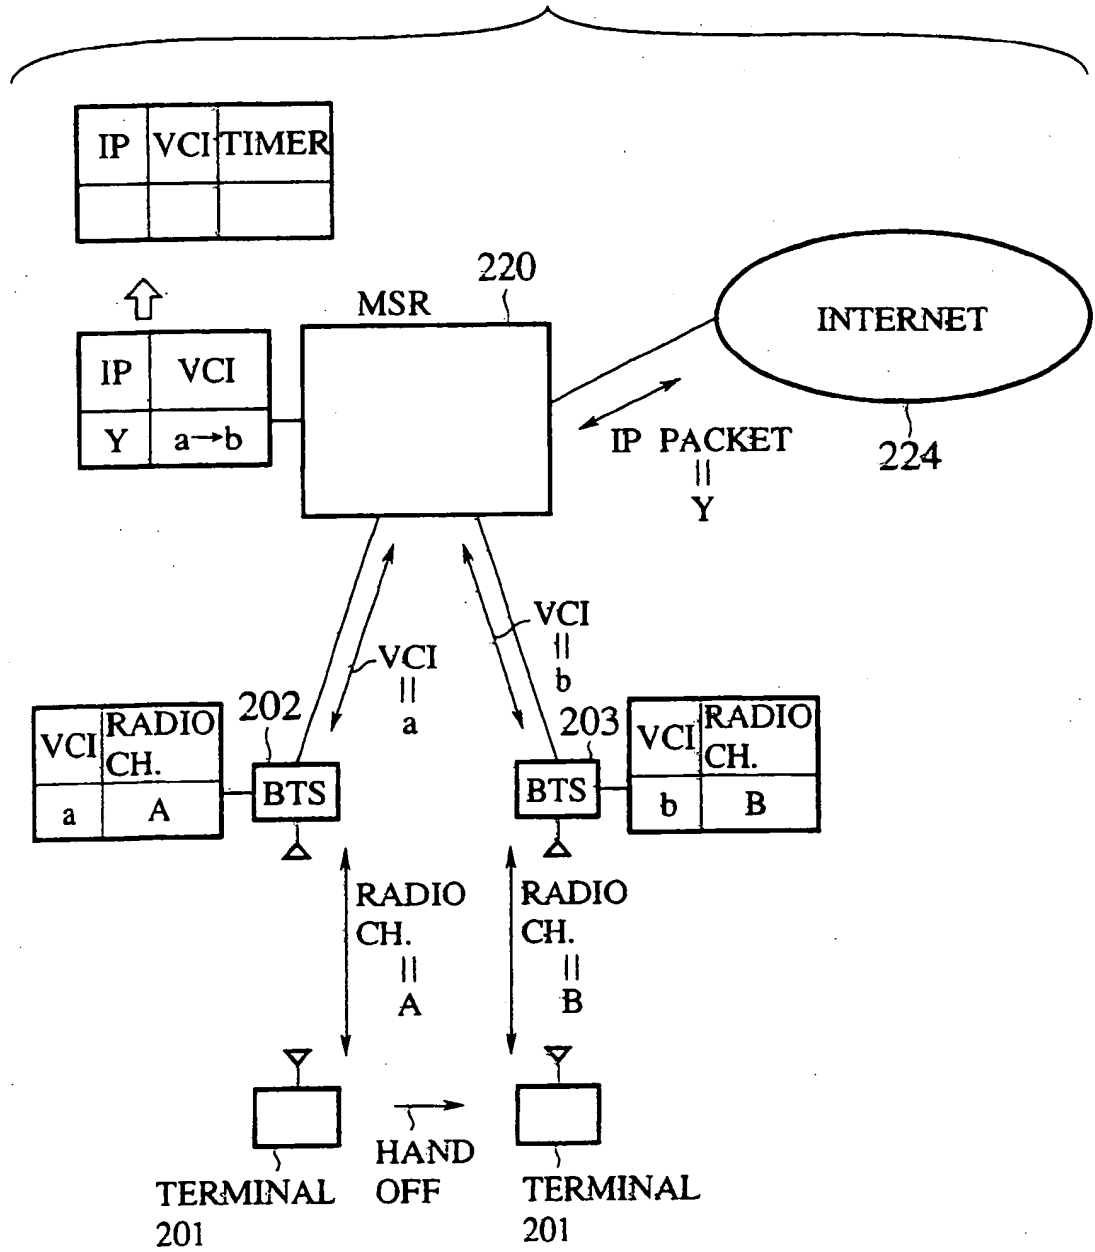 IP VCI TIMER
220
MSR
INTERNET
IP VCI
Y a→b
IP PACKET
=
Y
224
VCI
=
a
VCI
=
b
202
203
VCI RADIO CH.
a A
BTS
BTS
VCI RADIO CH.
b B
RADIO
CH.
=
A
RADIO
CH.
=
B
HAND
OFF
TERMINAL
201
TERMINAL
201